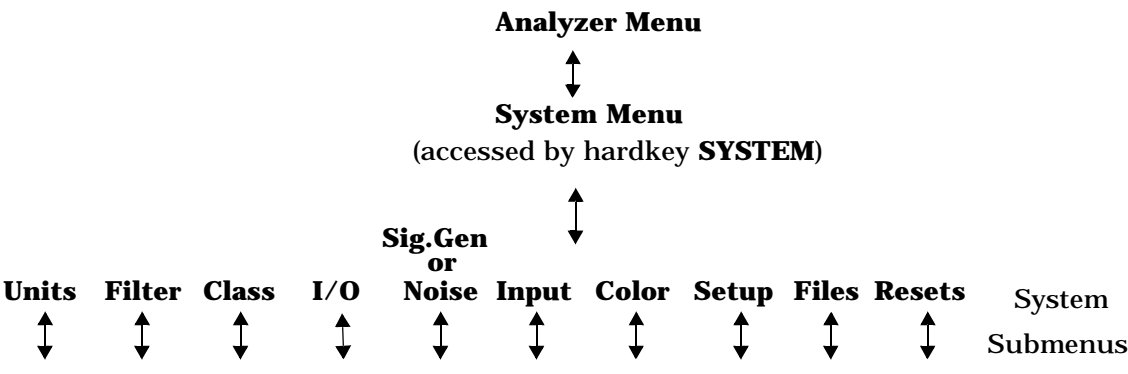 Analyzer Menu
System Menu
(accessed by hardkey SYSTEM)
Sig.Gen
or
Units Filter Class I/O Noise Input Color Setup Files Resets System
Submenus